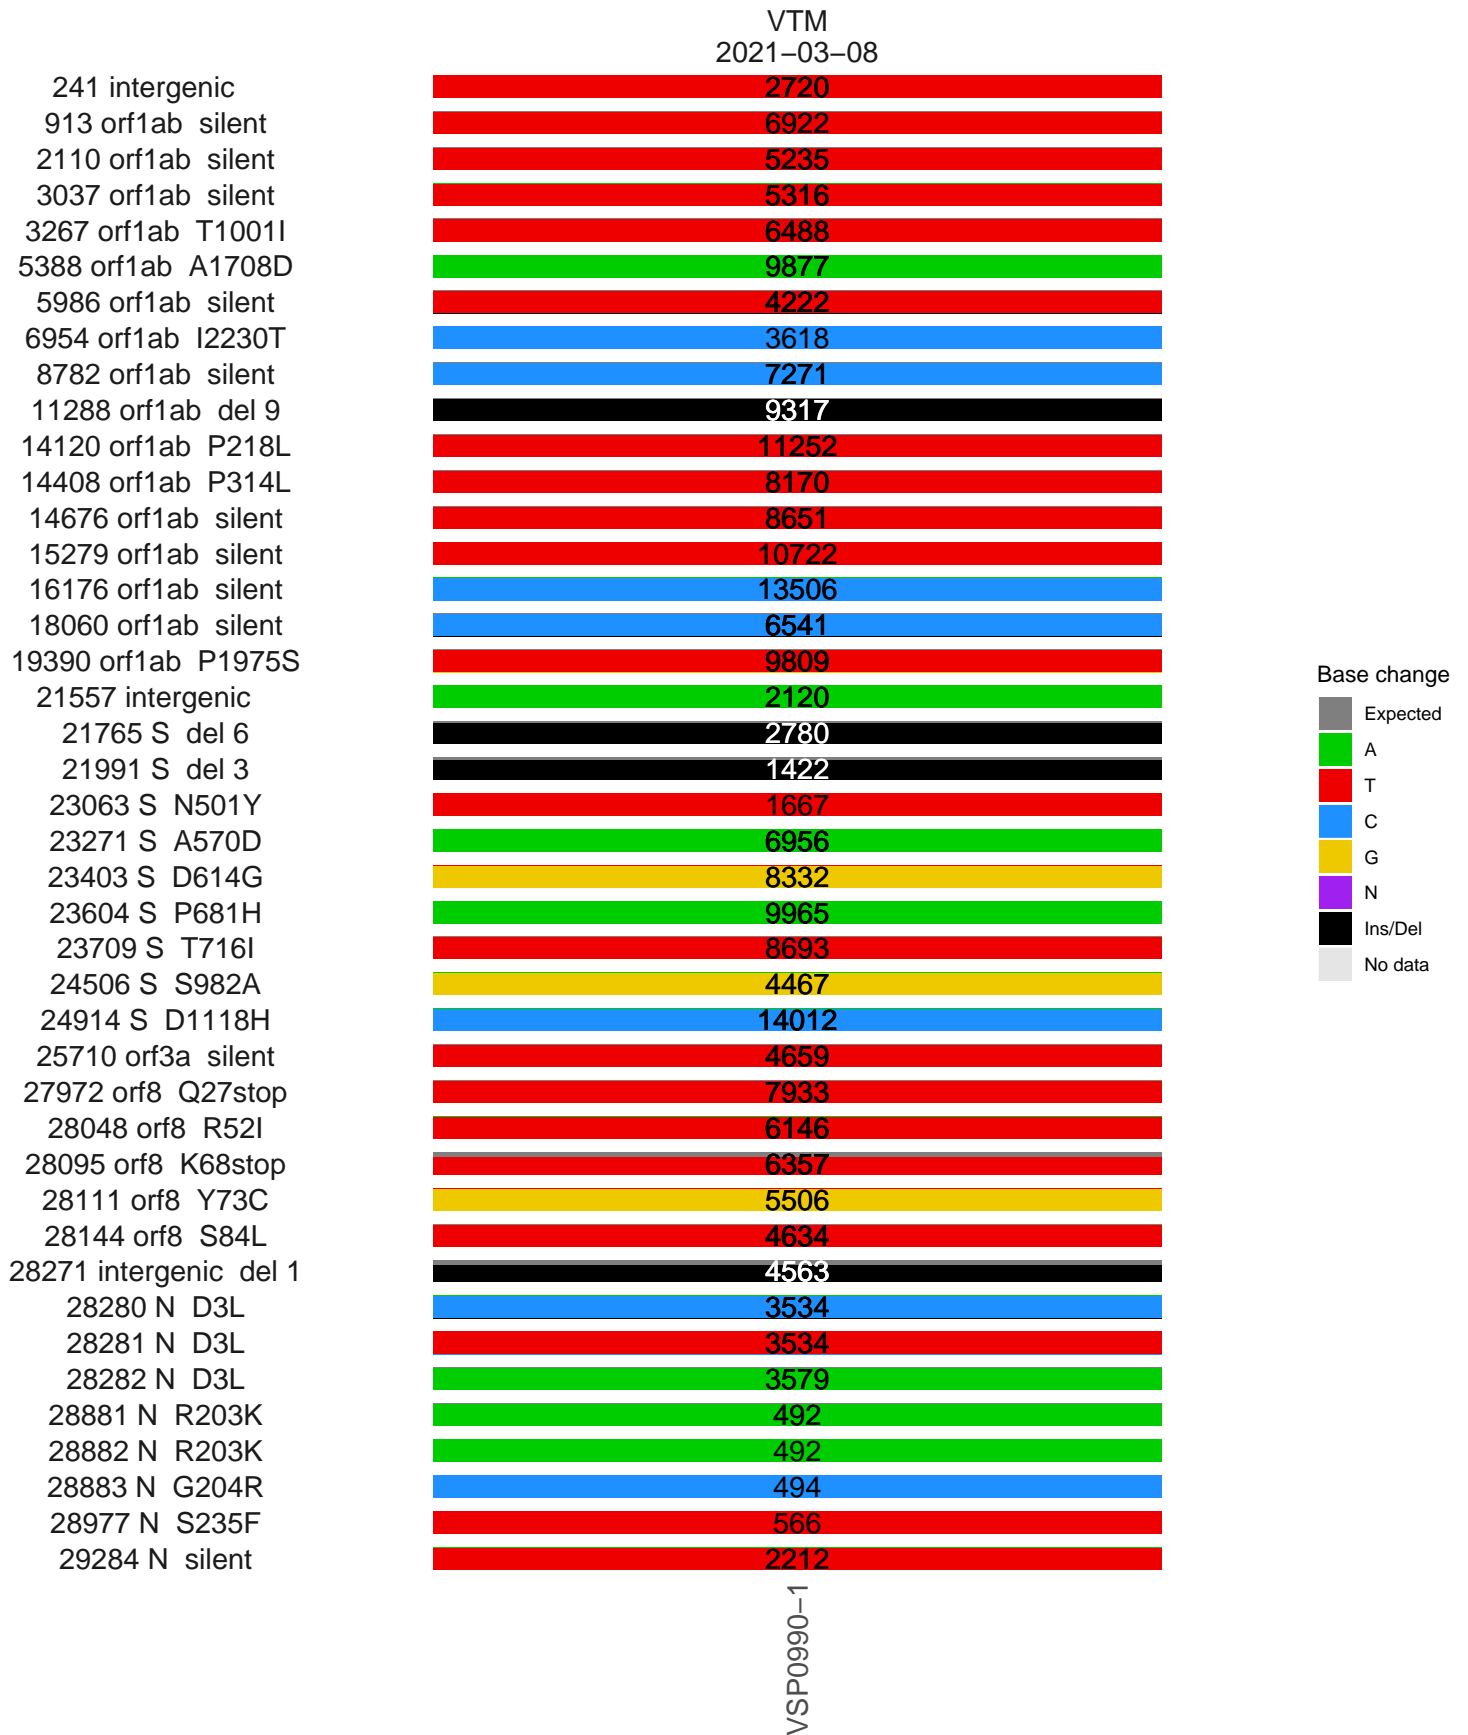 VTM
2021−03−08
241 intergenic 2720
913 orf1ab silent 6922
2110 orf1ab silent 5235
3037 orf1ab silent 5316
3267 orf1ab T1001I 6488
5388 orf1ab A1708D 9877
5986 orf1ab silent 4222
6954 orf1ab I2230T 3618
8782 orf1ab silent 7271
11288 orf1ab del 9 9317
14120 orf1ab P218L 11252
14408 orf1ab P314L 8170
14676 orf1ab silent 8651
15279 orf1ab silent 10722
16176 orf1ab silent 13506
18060 orf1ab silent 6541
19390 orf1ab P1975S 9809
21557 intergenic 2120
21765 S del 6 2780
21991 S del 3 1422
23063 S N501Y 1667
23271 S A570D 6956
23403 S D614G 8332
23604 S P681H 9965
23709 S T716I 8693
24506 S S982A 4467
24914 S D1118H 14012
25710 orf3a silent 4659
27972 orf8 Q27stop 7933
28048 orf8 R52I 6146
28095 orf8 K68stop 6357
28111 orf8 Y73C 5506
28144 orf8 S84L 4634
28271 intergenic del 1 4563
28280 N D3L 3534
28281 N D3L 3534
28282 N D3L 3579
28881 N R203K 492
28882 N R203K 492
28883 N G204R 494
28977 N S235F 566
29284 N silent 2212
VSP0990−1
Base change
Expected
A
T
C
G
N
Ins/Del
No data